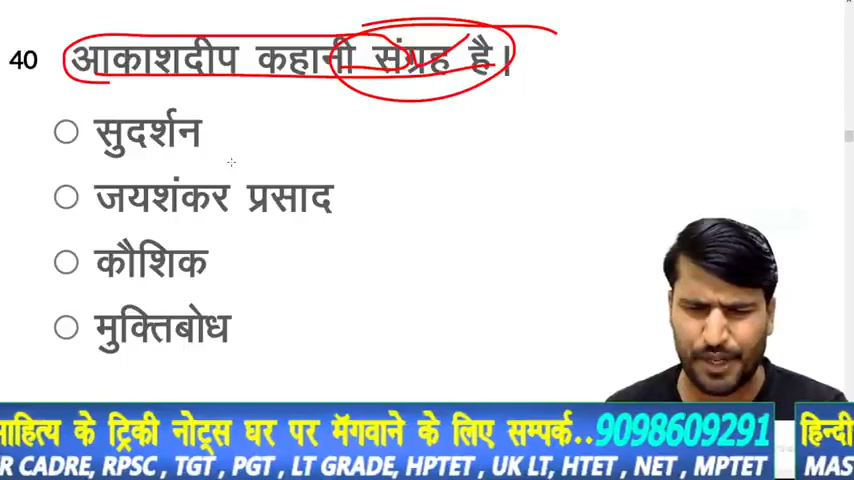 40 आकाशदीप कहानी संग्रह है।
सुदर्शन
जयशंकर प्रसाद
कौशिक
मुक्तिबोध
साहित्य के ट्रिकी नोट्स घर पर मॅगवाने के लिए सम्पर्क..9098609291 हिन्दी
R CADRE, RPSC , TGT , PGT , LT GRADE, HPTET , UK LT, HTET , NET , MPTET MAS